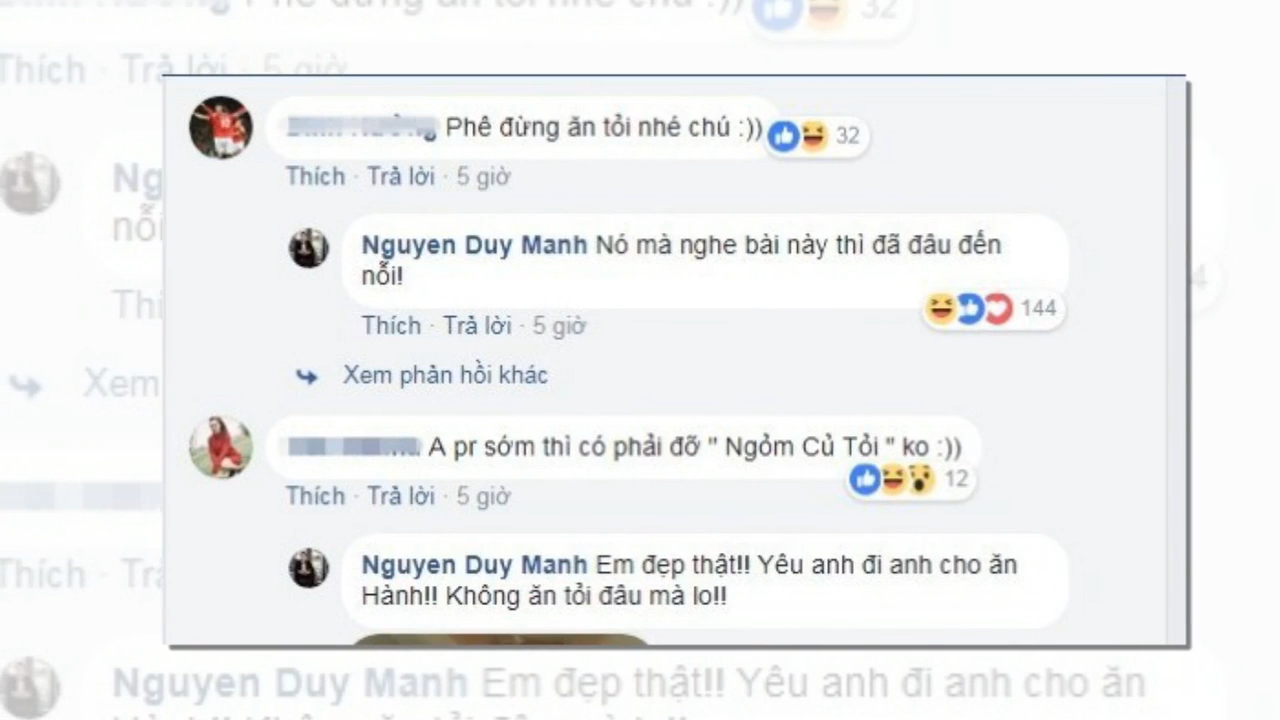 Phê đừng ăn tỏi nhé chú :)) 32
Thích · Trả lời · 5 giờ
Nguyen Duy Manh Nó mà nghe bài này thì đã đâu đến
nỗi!
144
Thích · Trả lời · 5 giờ
Xem phản hồi khác
A pr sớm thì có phải đỡ " Ngỏm Củ Tỏi " ko :))
12
Thích · Trả lời · 5 giờ
Nguyen Duy Manh Em đẹp thật!! Yêu anh đi anh cho ăn
Hành!! Không ăn tỏi đâu mà lo!!
Nguyen Duy Manh Em đẹp thật!! Yêu anh đi anh cho ăn